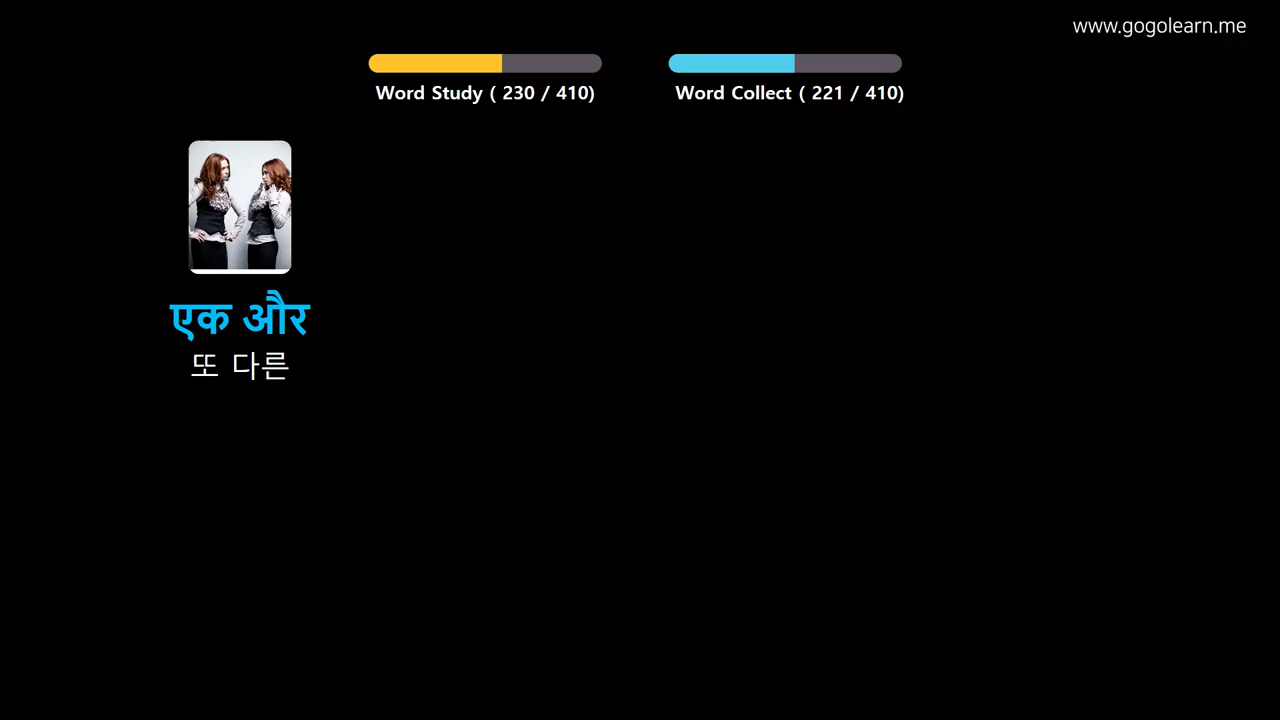 www.gogolearn.me
Word Study ( 230 / 410)
Word Collect ( 221 / 410)
एक और
또 다른